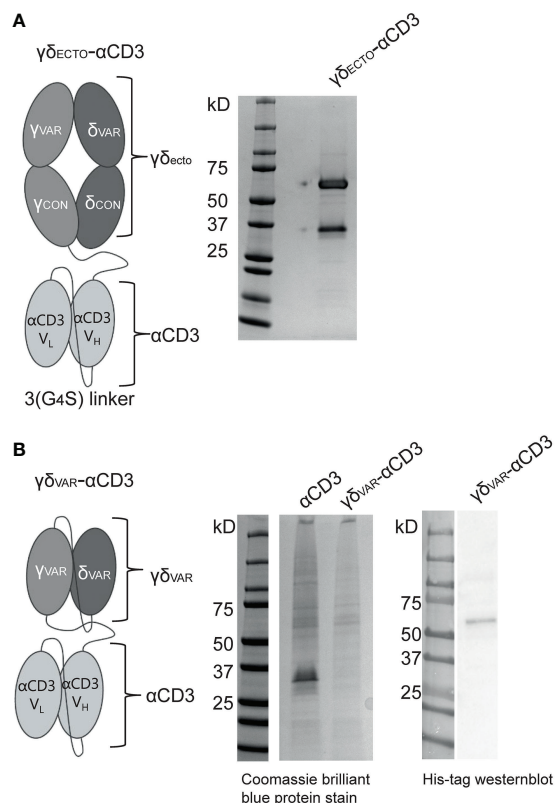 A
γδECTO-αCD3
γVAR
δVAR
γCON
δCON
γδecto
αCD3
VL
αCD3
VH
αCD3
3(G4S) linker
γδECTO-αCD3
kD
75
50
37
25
B
γδVAR-αCD3
γVAR
δVAR
γδVAR
αCD3
VL
αCD3
VH
αCD3
αCD3
γδVAR-αCD3
kD
75
50
37
25
Coomassie brilliant
blue protein stain
γδVAR-αCD3
kD
75
50
37
25
His-tag westernblot